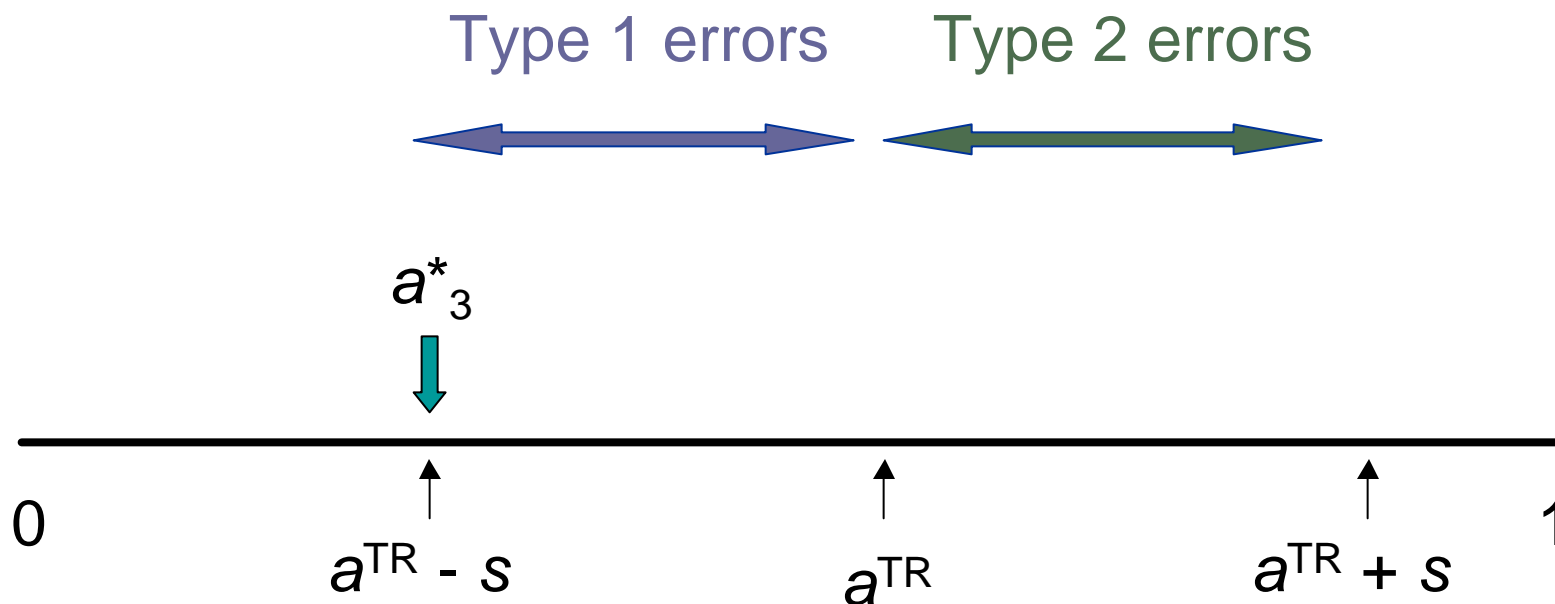 Type 1 errors Type 2 errors
a*₃
0 1
aᵀᴿ - s aᵀᴿ aᵀᴿ + s